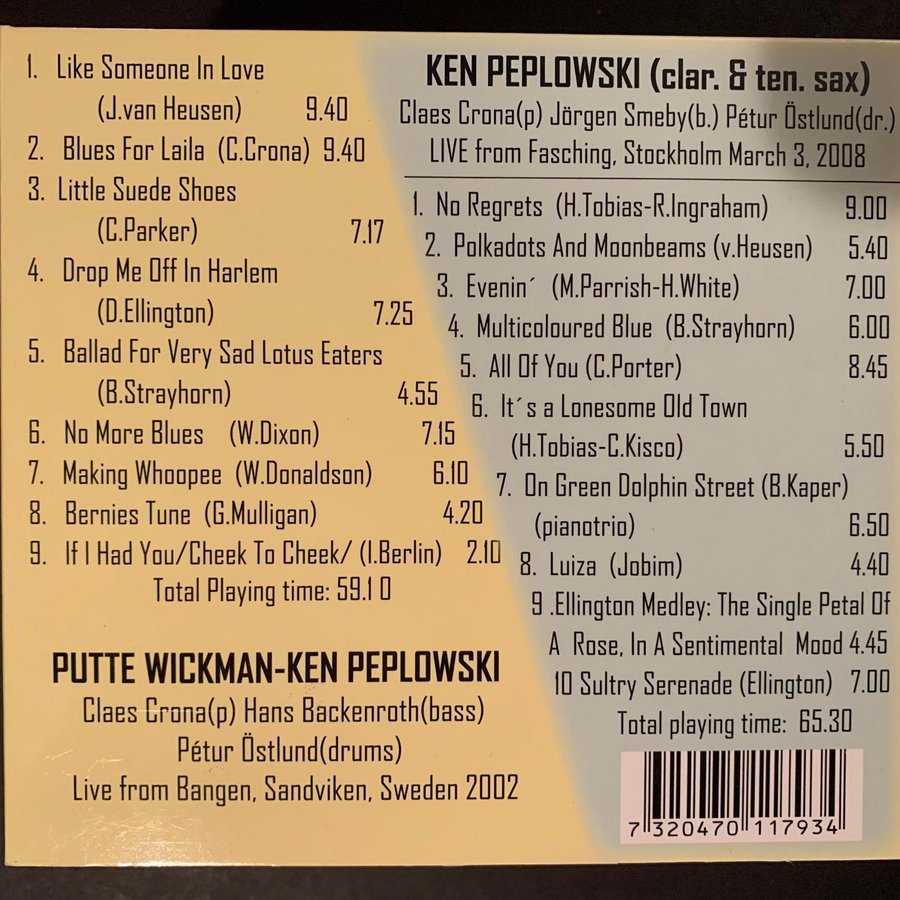 1. Like Someone In Love
(J.van Heusen) 9.40
2. Blues For Laila (C.Crona) 9.40
3. Little Suede Shoes
(C.Parker) 7.17
4. Drop Me Off In Harlem
(D.Ellington) 7.25
5. Ballad For Very Sad Lotus Eaters
(B.Strayhorn) 4.55
6. No More Blues (W.Dixon) 7.15
7. Making Whoopee (W.Donaldson) 6.10
8. Bernies Tune (G.Mulligan) 4.20
9. If I Had You/Cheek To Cheek/ (I.Berlin) 2.10
Total Playing time: 59.1 0
PUTTE WICKMAN-KEN PEPLOWSKI
Claes Crona(p) Hans Backenroth(bass)
Pétur Östlund(drums)
Live from Bangen, Sandviken, Sweden 2002
KEN PEPLOWSKI (clar. & ten. sax)
Claes Crona(p) Jörgen Smeby(b.) Pétur Östlund(dr.)
LIVE from Fasching, Stockholm March 3, 2008
1. No Regrets (H.Tobias-R.Ingraham) 9.00
2. Polkadots And Moonbeams (v.Heusen) 5.40
3. Evenin´ (M.Parrish-H.White) 7.00
4. Multicoloured Blue (B.Strayhorn) 6.00
5. All Of You (C.Porter) 8.45
6. It´s a Lonesome Old Town
(H.Tobias-C.Kisco) 5.50
7. On Green Dolphin Street (B.Kaper)
(pianotrio) 6.50
8. Luiza (Jobim) 4.40
9 .Ellington Medley: The Single Petal Of
A Rose, In A Sentimental Mood 4.45
10 Sultry Serenade (Ellington) 7.00
Total playing time: 65.30
7 320470 117934